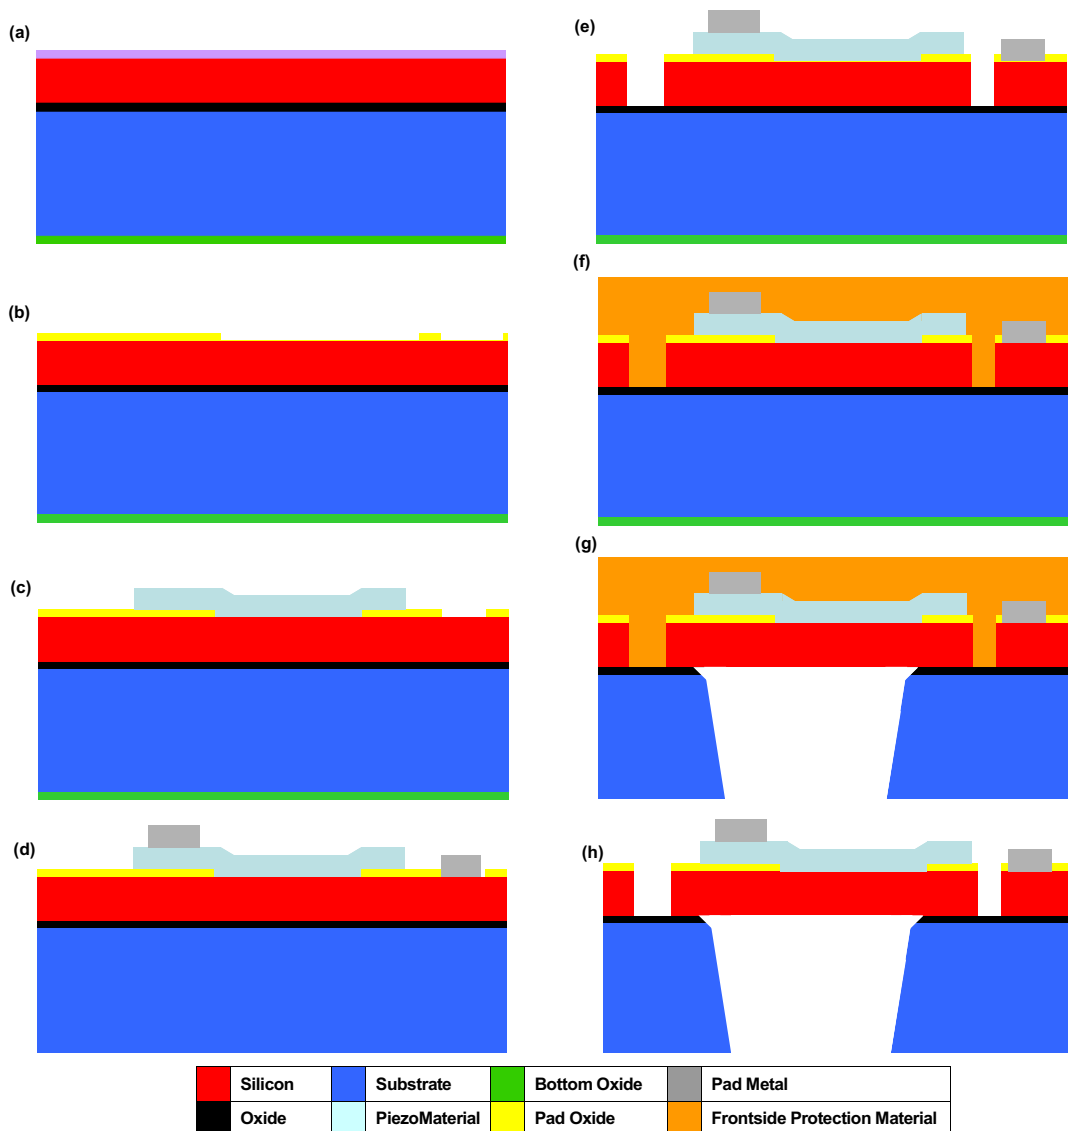 (a)
(b)
(c)
(d)
(e)
(f)
(g)
(h)
Silicon Substrate Bottom Oxide Pad Metal
Oxide PiezoMaterial Pad Oxide Frontside Protection Material